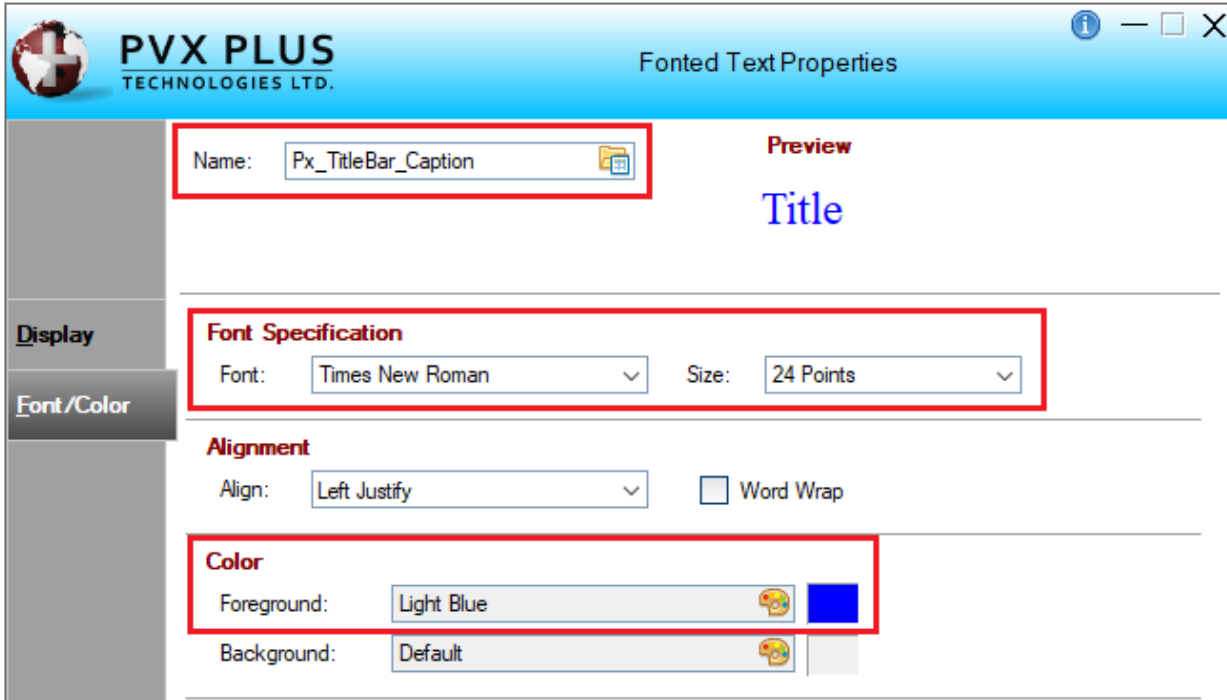 PVX PLUS
TECHNOLOGIES LTD.
Fonted Text Properties
Name: Px_TitleBar_Caption
Preview
Title
Display
Font/Color
Font Specification
Font: Times New Roman Size: 24 Points
Alignment
Align: Left Justify Word Wrap
Color
Foreground: Light Blue
Background: Default